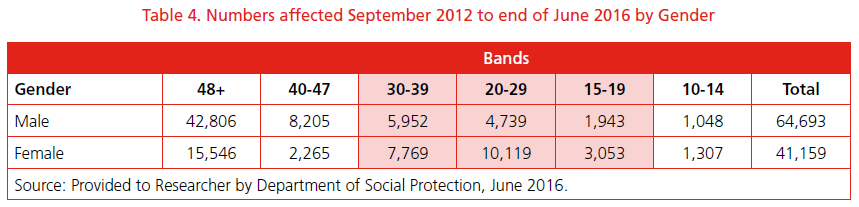 Table 4. Numbers affected September 2012 to end of June 2016 by Gender
Bands
Gender 48+ 40-47 30-39 20-29 15-19 10-14 Total
Male 42,806 8,205 5,952 4,739 1,943 1,048 64,693
Female 15,546 2,265 7,769 10,119 3,053 1,307 41,159
Source: Provided to Researcher by Department of Social Protection, June 2016.